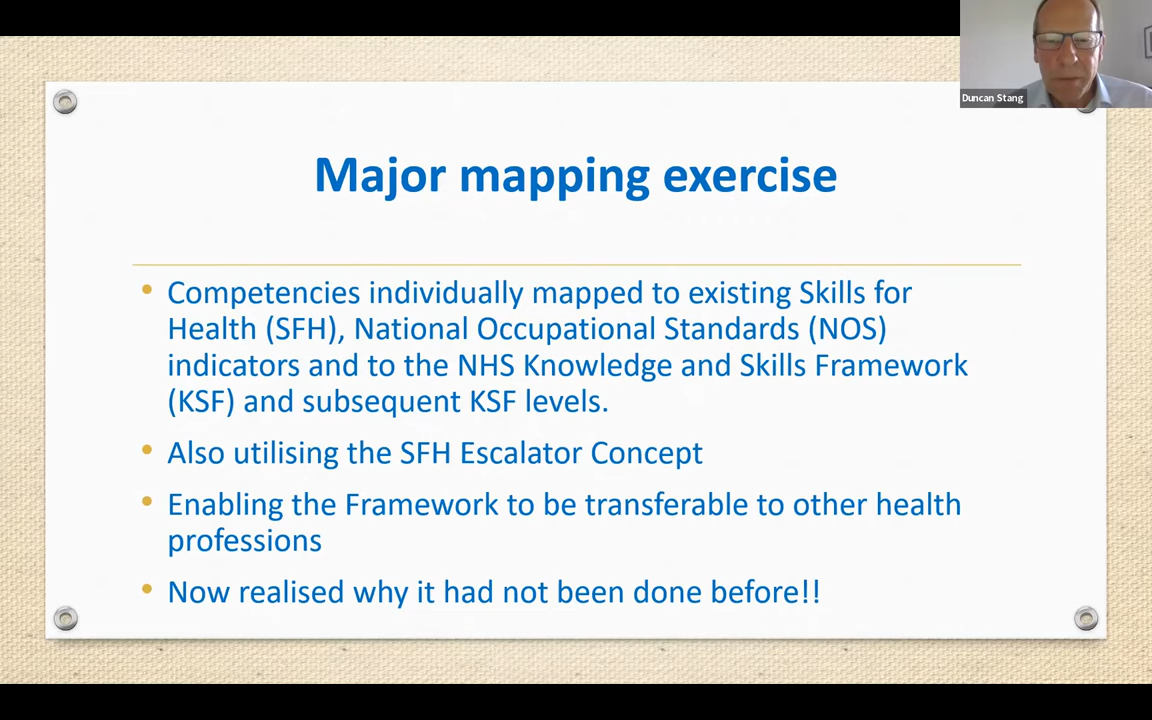 Duncan Stang
Major mapping exercise
• Competencies individually mapped to existing Skills for
Health (SFH), National Occupational Standards (NOS)
indicators and to the NHS Knowledge and Skills Framework
(KSF) and subsequent KSF levels.
• Also utilising the SFH Escalator Concept
• Enabling the Framework to be transferable to other health
professions
• Now realised why it had not been done before!!